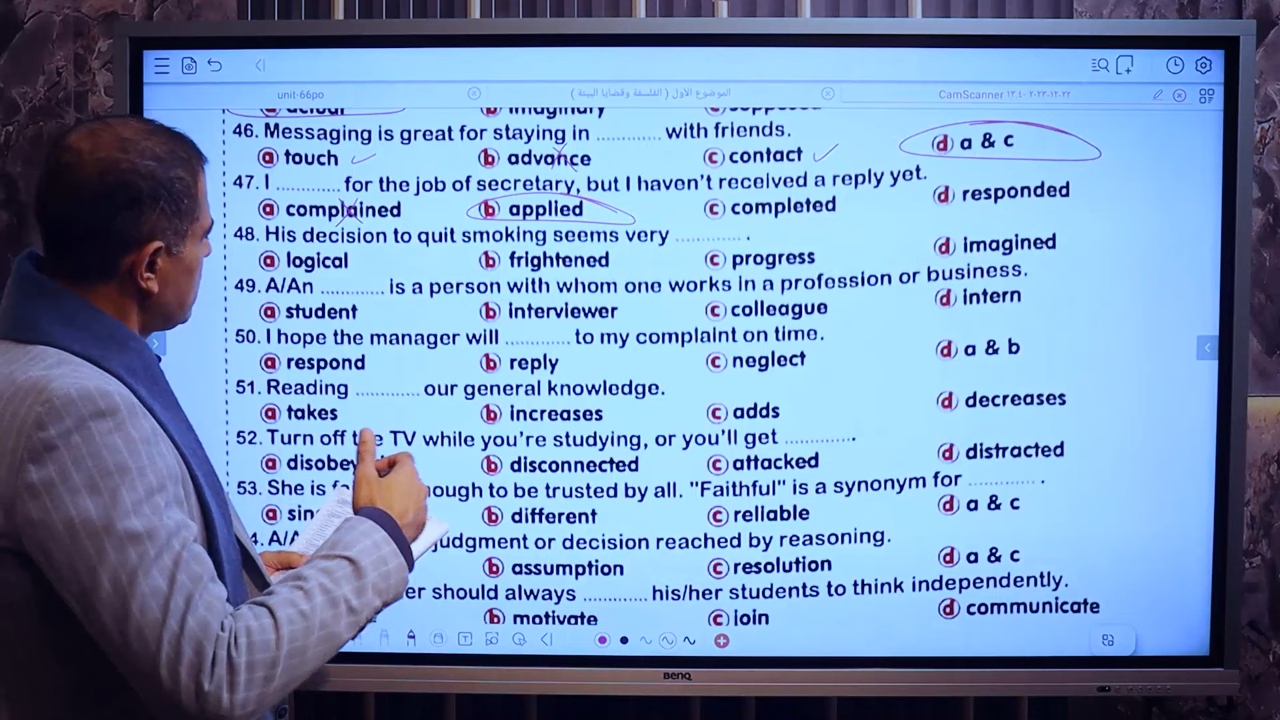 unit-66po
الموضوع الاول ( الفلسفة وقضايا البيئة )
CamScanner
b imaginary
46. Messaging is great for staying in ............ with friends.
a touch b advance c contact d a & c
47. I ............ for the job of secretary, but I haven't received a reply yet.
a complained b applied c completed d responded
48. His decision to quit smoking seems very ............ .
a logical b frightened c progress d imagined
49. A/An ............ is a person with whom one works in a profession or business.
a student b interviewer c colleague d intern
50. I hope the manager will ............ to my complaint on time.
a respond b reply c neglect d a & b
51. Reading ............ our general knowledge.
a takes b increases c adds d decreases
52. Turn off the TV while you're studying, or you'll get ............ .
a b disconnected c attacked d distracted
53. She is to be trusted by all. "Faithful" is a synonym for ............ .
a b different c reliable d a & c
judgment or decision reached by reasoning.
b assumption c resolution d a & c
should always ............ his/her students to think independently.
b motivate c join d communicate
BenQ